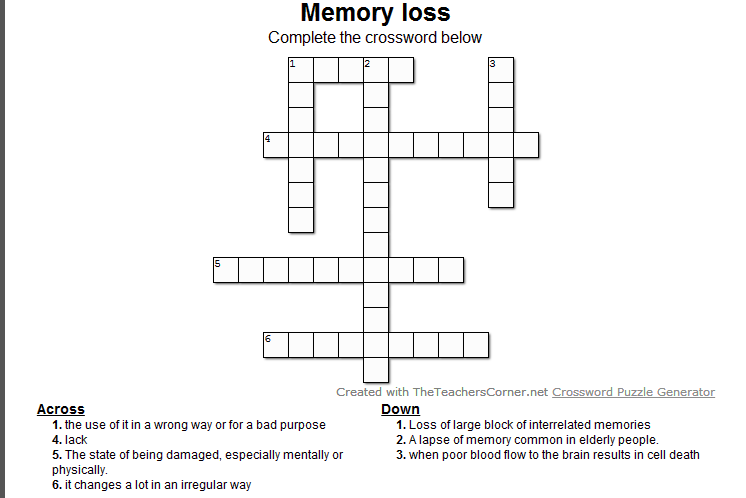 Memory loss
Complete the crossword below
1 2 3
4
5
6
Created with TheTeachersCorner.net Crossword Puzzle Generator
Across
1. the use of it in a wrong way or for a bad purpose
4. lack
5. The state of being damaged, especially mentally or
physically.
6. it changes a lot in an irregular way
Down
1. Loss of large block of interrelated memories
2. A lapse of memory common in elderly people.
3. when poor blood flow to the brain results in cell death